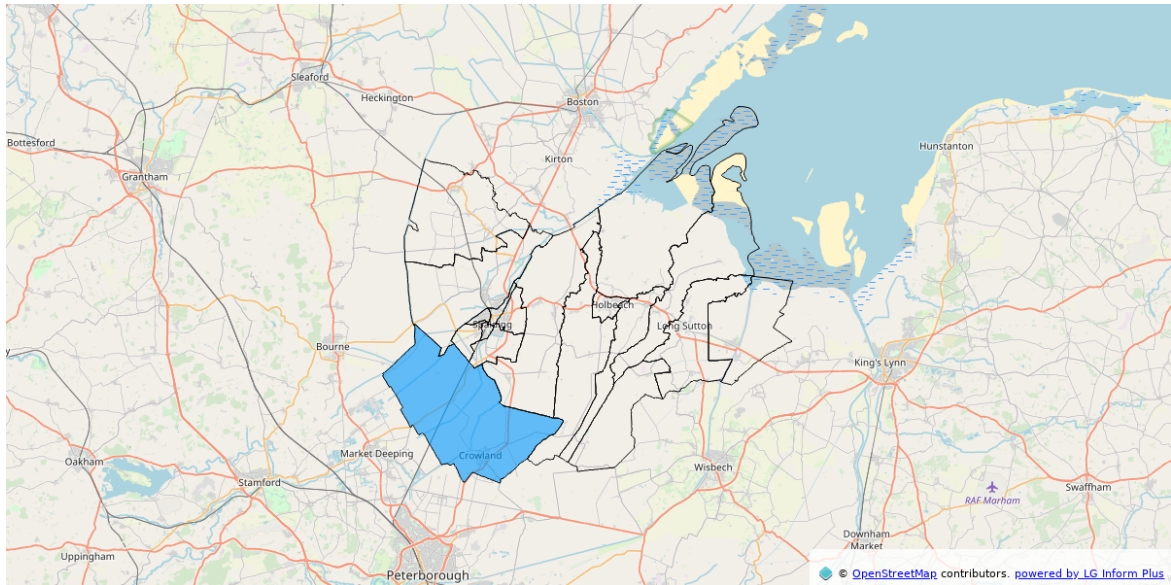 Sleaford
Heckington
Boston
Bottesford
Hunstanton
Kirton
Grantham
Holbeach
Spalding
Long Sutton
Bourne
King's Lynn
Market Deeping
Crowland
Oakham
Wisbech
Stamford
Swaffham
RAF Marham
Downham
Market
Uppingham
Peterborough
© OpenStreetMap contributors. powered by LG Inform Plus